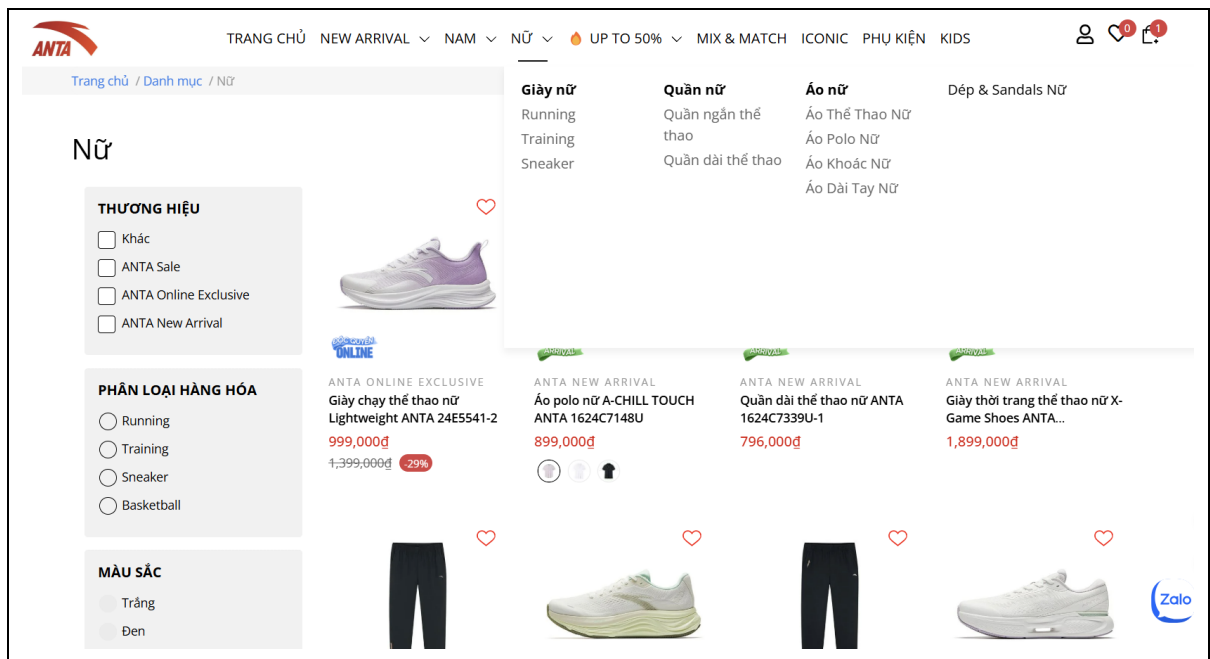 ANTA
TRANG CHỦ NEW ARRIVAL NAM NỮ UP TO 50% MIX & MATCH ICONIC PHỤ KIỆN KIDS
0 1
Trang chủ / Danh mục / Nữ
Giày nữ
Running
Training
Sneaker
Quần nữ
Quần ngắn thể
thao
Quần dài thể thao
Áo nữ
Áo Thể Thao Nữ
Áo Polo Nữ
Áo Khoác Nữ
Áo Dài Tay Nữ
Dép & Sandals Nữ
Nữ
THƯƠNG HIỆU
Khác
ANTA Sale
ANTA Online Exclusive
ANTA New Arrival
PHÂN LOẠI HÀNG HÓA
Running
Training
Sneaker
Basketball
MÀU SẮC
Trắng
Đen
ĐỘC QUYỀN
ONLINE
ANTA ONLINE EXCLUSIVE
Giày chạy thể thao nữ
Lightweight ANTA 24E5541-2
999,000₫
1,399,000₫ -29%
ARRIVAL
ANTA NEW ARRIVAL
Áo polo nữ A-CHILL TOUCH
ANTA 1624C7148U
899,000₫
ARRIVAL
ANTA NEW ARRIVAL
Quần dài thể thao nữ ANTA
1624C7339U-1
796,000₫
ARRIVAL
ANTA NEW ARRIVAL
Giày thời trang thể thao nữ X-
Game Shoes ANTA...
1,899,000₫
Zalo